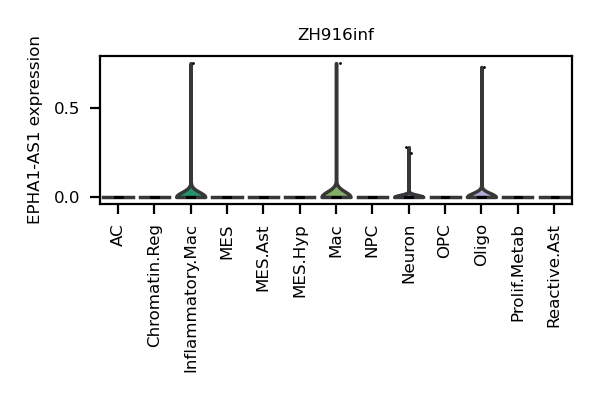 ZH916inf
EPHA1-AS1 expression
0.5
0.0
AC
Chromatin.Reg
Inflammatory.Mac
MES
MES.Ast
MES.Hyp
Mac
NPC
Neuron
OPC
Oligo
Prolif.Metab
Reactive.Ast